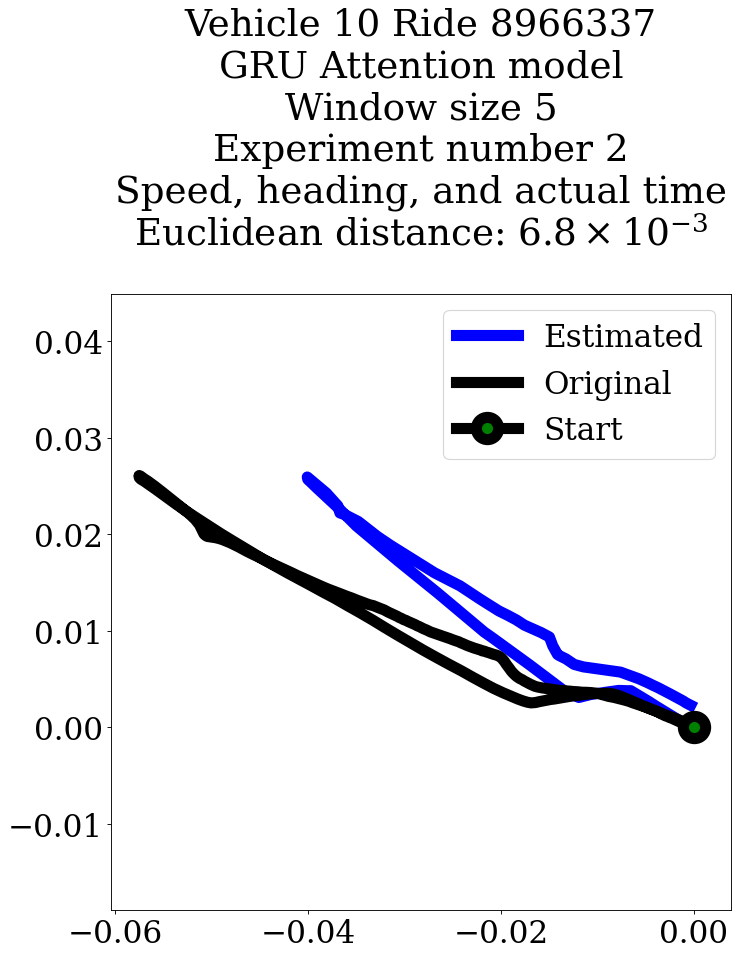 Vehicle 10 Ride 8966337
GRU Attention model
Window size 5
Experiment number 2
Speed, heading, and actual time
Euclidean distance: 6.8 × 10⁻³
Estimated
Original
Start
0.04
0.03
0.02
0.01
0.00
−0.01
−0.06 −0.04 −0.02 0.00